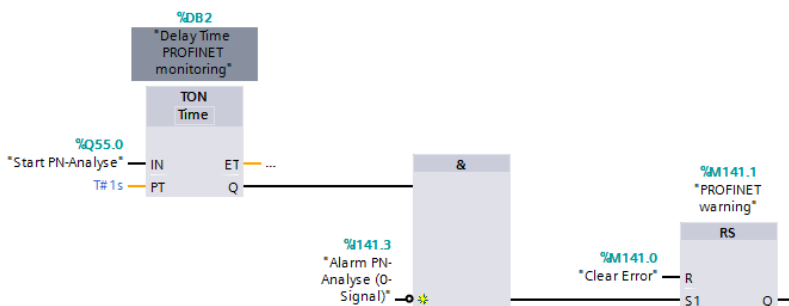 %DB2
"Delay Time
PROFINET
monitoring"
TON
Time
%Q55.0
"Start PN-Analyse"
IN
ET
...
T#1s
PT
Q
&
%I141.3
"Alarm PN-
Analyse (0-
Signal)"
%M141.1
"PROFINET
warning"
RS
%M141.0
"Clear Error"
R
S1
Q